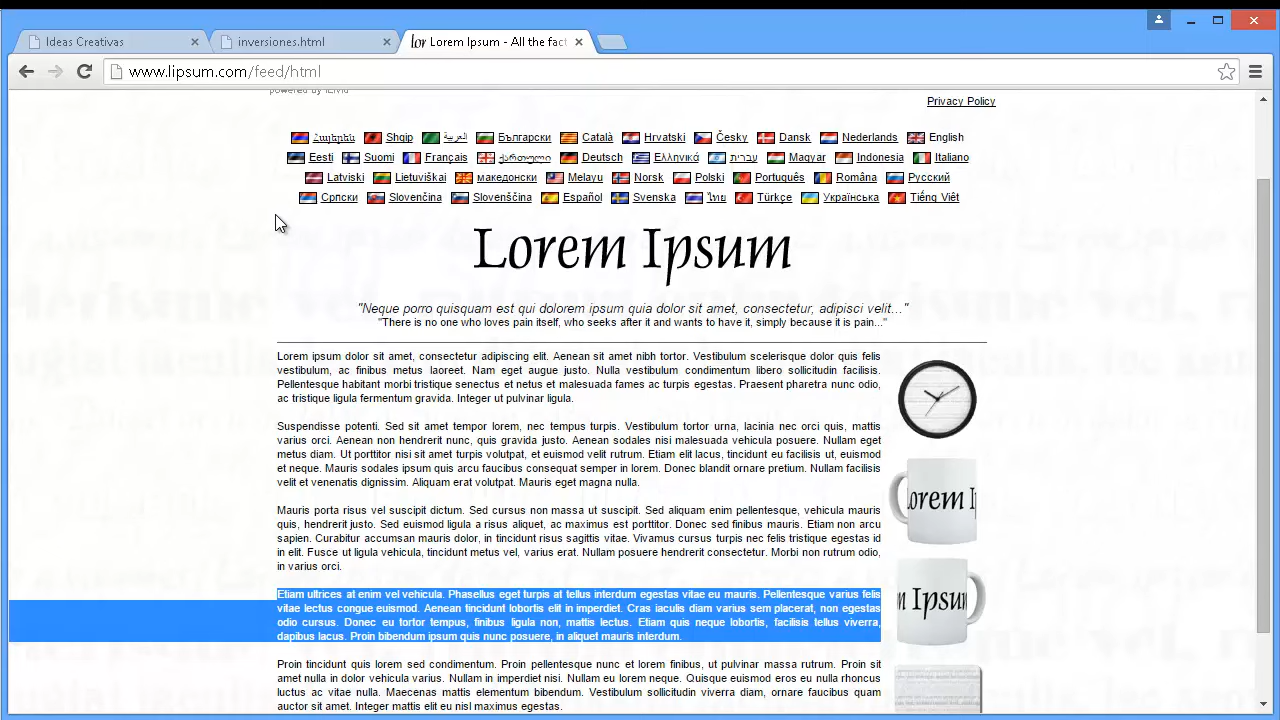 Ideas Creativas
inversiones.html
Lorem Ipsum - All the fact
www.lipsum.com/feed/html
Privacy Policy
Հայերեն Shqip العربية Български Català Hrvatski Česky Dansk Nederlands English
Eesti Suomi Français ქართული Deutsch Ελληνικά עברית Magyar Indonesia Italiano
Latviski Lietuviškai македонски Melayu Norsk Polski Português Româna Русский
Српски Slovenčina Slovenščina Español Svenska ไทย Türkçe Українська Tiếng Việt
Lorem Ipsum
"Neque porro quisquam est qui dolorem ipsum quia dolor sit amet, consectetur, adipisci velit..."
"There is no one who loves pain itself, who seeks after it and wants to have it, simply because it is pain..."
Lorem ipsum dolor sit amet, consectetur adipiscing elit. Aenean sit amet nibh tortor. Vestibulum scelerisque dolor quis felis
vestibulum, ac finibus metus laoreet. Nam eget augue justo. Nulla vestibulum condimentum libero sollicitudin facilisis.
Pellentesque habitant morbi tristique senectus et netus et malesuada fames ac turpis egestas. Praesent pharetra nunc odio,
ac tristique ligula fermentum gravida. Integer ut pulvinar ligula.
Suspendisse potenti. Sed sit amet tempor lorem, nec tempus turpis. Vestibulum tortor urna, lacinia nec orci quis, mattis
varius orci. Aenean non hendrerit nunc, quis gravida justo. Aenean sodales nisi malesuada vehicula posuere. Nullam eget
metus diam. Ut porttitor nisi sit amet turpis volutpat, et euismod velit rutrum. Etiam elit lacus, tincidunt eu facilisis ut, euismod
et neque. Mauris sodales ipsum quis arcu faucibus consequat semper in lorem. Donec blandit ornare pretium. Nullam facilisis
velit et venenatis dignissim. Aliquam erat volutpat. Mauris eget magna nulla.
Mauris porta risus vel suscipit dictum. Sed cursus non massa ut suscipit. Sed aliquam enim pellentesque, vehicula mauris
quis, hendrerit justo. Sed euismod ligula a risus aliquet, ac maximus est porttitor. Donec sed finibus mauris. Etiam non arcu
sapien. Curabitur accumsan mauris dolor, in tincidunt risus sagittis vitae. Vivamus cursus turpis nec felis tristique egestas id
in elit. Fusce ut ligula vehicula, tincidunt metus vel, varius erat. Nullam posuere hendrerit consectetur. Morbi non rutrum odio,
in varius orci.
Etiam ultrices at enim vel vehicula. Phasellus eget turpis at tellus interdum egestas vitae eu mauris. Pellentesque varius felis
vitae lectus congue euismod. Aenean tincidunt lobortis elit in imperdiet. Cras iaculis diam varius sem placerat, non egestas
odio cursus. Donec eu tortor tempus, finibus ligula non, mattis lectus. Etiam quis neque lobortis, facilisis tellus viverra,
dapibus lacus. Proin bibendum ipsum quis nunc posuere, in aliquet mauris interdum.
Proin tincidunt quis lorem sed condimentum. Proin pellentesque nunc et lorem finibus, ut pulvinar massa rutrum. Proin sit
amet nulla in dolor vehicula varius. Nullam in imperdiet nisi. Nullam eu lorem neque. Quisque euismod eros eu nulla rhoncus
luctus ac vitae nulla. Maecenas mattis elementum bibendum. Vestibulum sollicitudin viverra diam, ornare faucibus quam
auctor sit amet. Integer mattis elit eu nisl maximus egestas.
orem Ip
m Ipsum